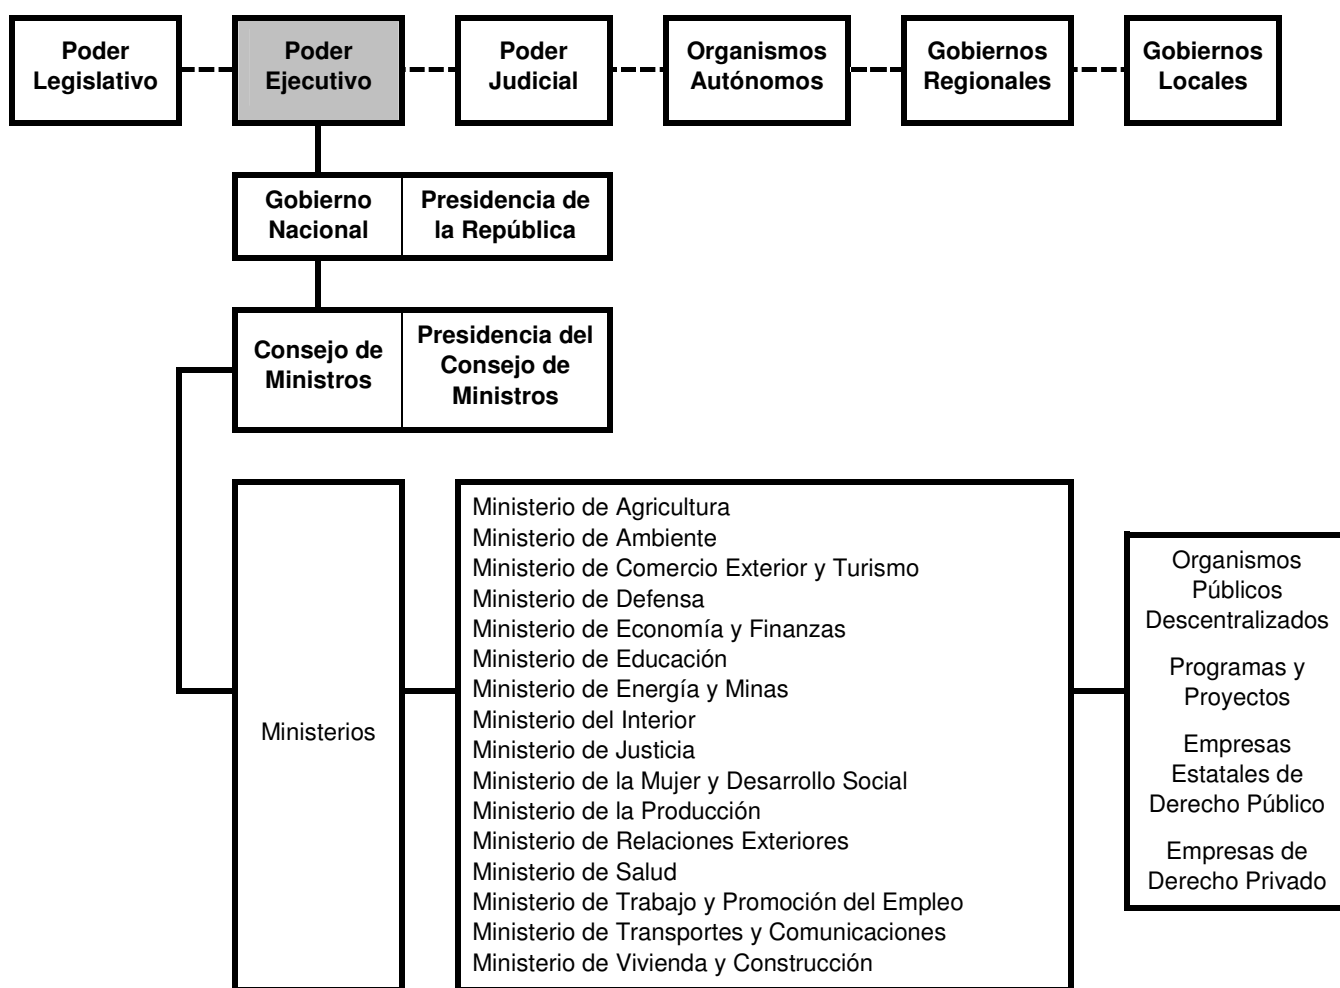 Poder
Legislativo
Poder
Ejecutivo
Poder
Judicial
Organismos
Autónomos
Gobiernos
Regionales
Gobiernos
Locales
Gobierno
Nacional
Presidencia de
la República
Consejo de
Ministros
Presidencia del
Consejo de
Ministros
Ministerios
Ministerio de Agricultura
Ministerio de Ambiente
Ministerio de Comercio Exterior y Turismo
Ministerio de Defensa
Ministerio de Economía y Finanzas
Ministerio de Educación
Ministerio de Energía y Minas
Ministerio del Interior
Ministerio de Justicia
Ministerio de la Mujer y Desarrollo Social
Ministerio de la Producción
Ministerio de Relaciones Exteriores
Ministerio de Salud
Ministerio de Trabajo y Promoción del Empleo
Ministerio de Transportes y Comunicaciones
Ministerio de Vivienda y Construcción
Organismos
Públicos
Descentralizados
Programas y
Proyectos
Empresas
Estatales de
Derecho Público
Empresas de
Derecho Privado